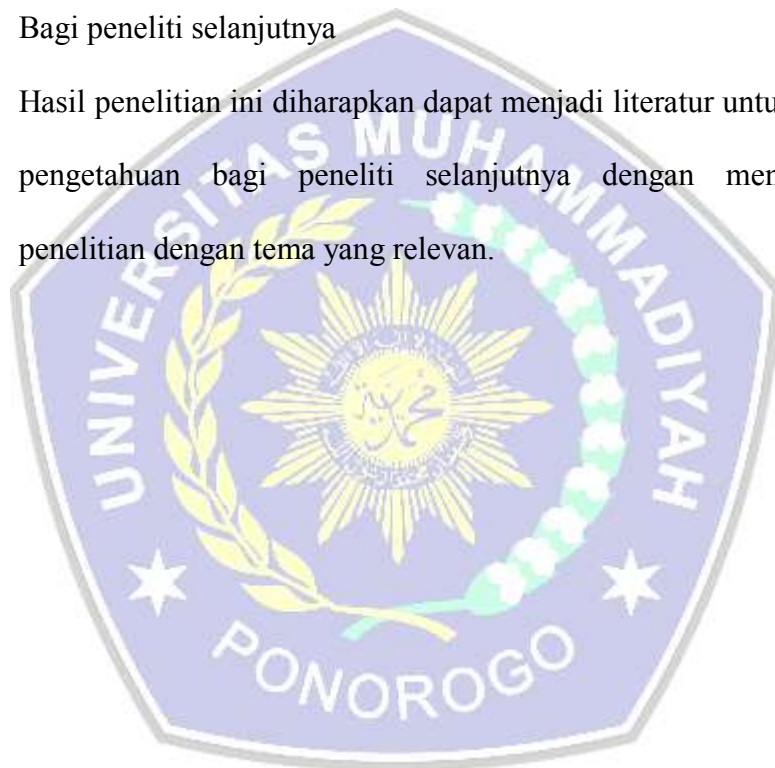 Bagi peneliti selanjutnya
Hasil penelitian ini diharapkan dapat menjadi literatur untu
pengetahuan bagi peneliti selanjutnya dengan men
penelitian dengan tema yang relevan.
UNIVERSITAS MUHAMMADIYAH
PONOROGO
محمد